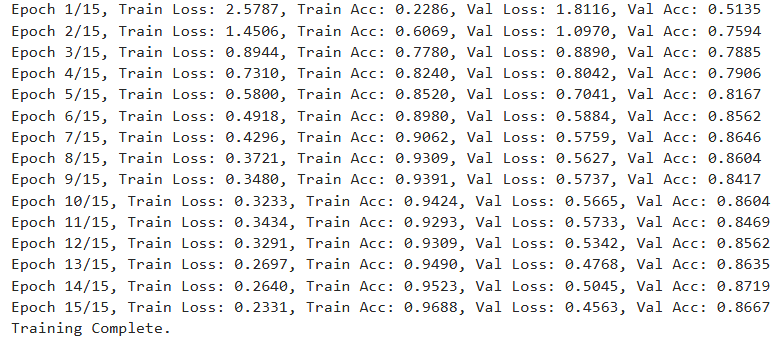 Epoch 1/15, Train Loss: 2.5787, Train Acc: 0.2286, Val Loss: 1.8116, Val Acc: 0.5135
Epoch 2/15, Train Loss: 1.4506, Train Acc: 0.6069, Val Loss: 1.0970, Val Acc: 0.7594
Epoch 3/15, Train Loss: 0.8944, Train Acc: 0.7780, Val Loss: 0.8890, Val Acc: 0.7885
Epoch 4/15, Train Loss: 0.7310, Train Acc: 0.8240, Val Loss: 0.8042, Val Acc: 0.7906
Epoch 5/15, Train Loss: 0.5800, Train Acc: 0.8520, Val Loss: 0.7041, Val Acc: 0.8167
Epoch 6/15, Train Loss: 0.4918, Train Acc: 0.8980, Val Loss: 0.5884, Val Acc: 0.8562
Epoch 7/15, Train Loss: 0.4296, Train Acc: 0.9062, Val Loss: 0.5759, Val Acc: 0.8646
Epoch 8/15, Train Loss: 0.3721, Train Acc: 0.9309, Val Loss: 0.5627, Val Acc: 0.8604
Epoch 9/15, Train Loss: 0.3480, Train Acc: 0.9391, Val Loss: 0.5737, Val Acc: 0.8417
Epoch 10/15, Train Loss: 0.3233, Train Acc: 0.9424, Val Loss: 0.5665, Val Acc: 0.8604
Epoch 11/15, Train Loss: 0.3434, Train Acc: 0.9293, Val Loss: 0.5733, Val Acc: 0.8469
Epoch 12/15, Train Loss: 0.3291, Train Acc: 0.9309, Val Loss: 0.5342, Val Acc: 0.8562
Epoch 13/15, Train Loss: 0.2697, Train Acc: 0.9490, Val Loss: 0.4768, Val Acc: 0.8635
Epoch 14/15, Train Loss: 0.2640, Train Acc: 0.9523, Val Loss: 0.5045, Val Acc: 0.8719
Epoch 15/15, Train Loss: 0.2331, Train Acc: 0.9688, Val Loss: 0.4563, Val Acc: 0.8667
Training Complete.